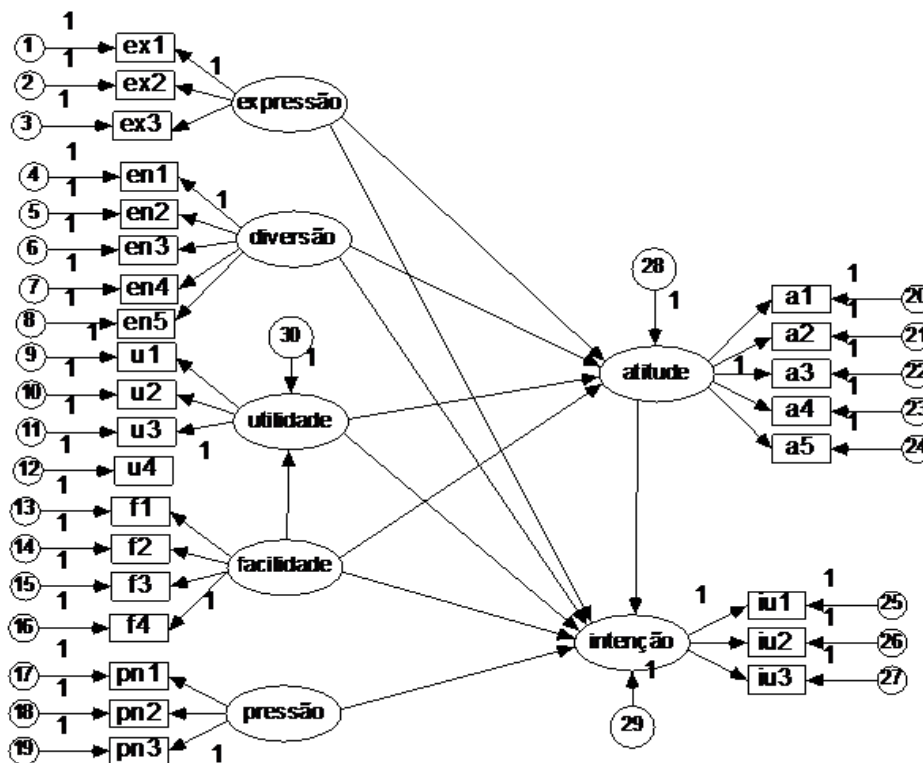 1
1 ex1
1
1
2 ex2
expressão
1
3 ex3
1
4 en1
1
1
5 en2
1
diversão
6 en3
1
7 en4
1
28
1
8 en5
1
30
1
a1
1
20
9 u1
1
a2
1
21
10 u2
1
utilidade
atitude
1
a3
1
22
11 u3
1
1
a4
1
23
12 u4
1
a5
24
13 f1
1
14 f2
1
facilidade
15 f3
1
1
16 f4
1
1
iu1
1
25
17 pn1
1
intenção
1
iu2
1
26
18 pn2
1
pressão
iu3
1
27
19 pn3
1
29